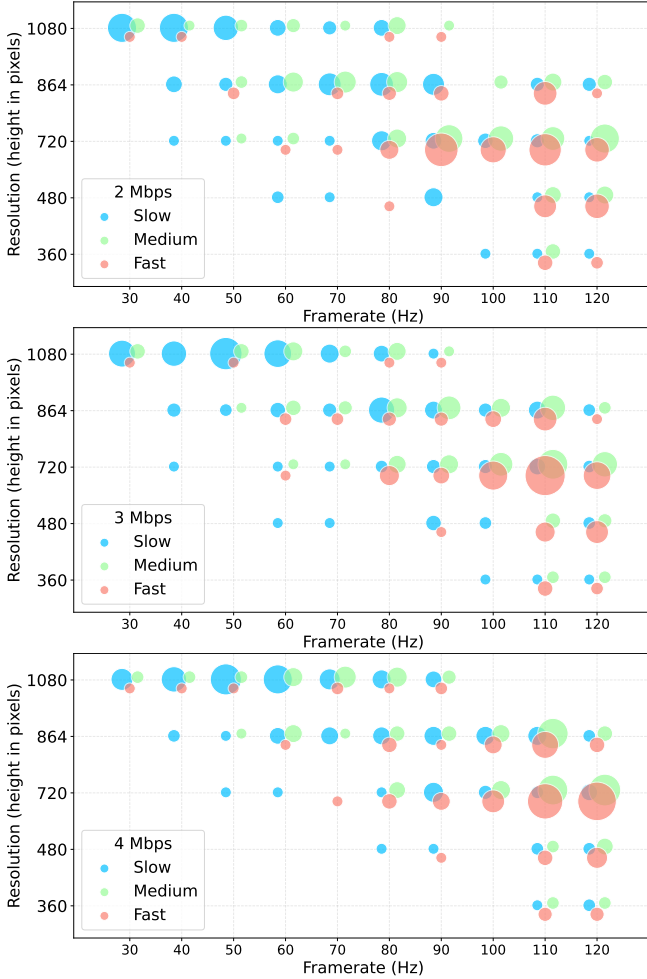 1080
864
720
480
360
Resolution (height in pixels)
2 Mbps
Slow
Medium
Fast
30 40 50 60 70 80 90 100 110 120
Framerate (Hz)
1080
864
720
480
360
Resolution (height in pixels)
3 Mbps
Slow
Medium
Fast
30 40 50 60 70 80 90 100 110 120
Framerate (Hz)
1080
864
720
480
360
Resolution (height in pixels)
4 Mbps
Slow
Medium
Fast
30 40 50 60 70 80 90 100 110 120
Framerate (Hz)